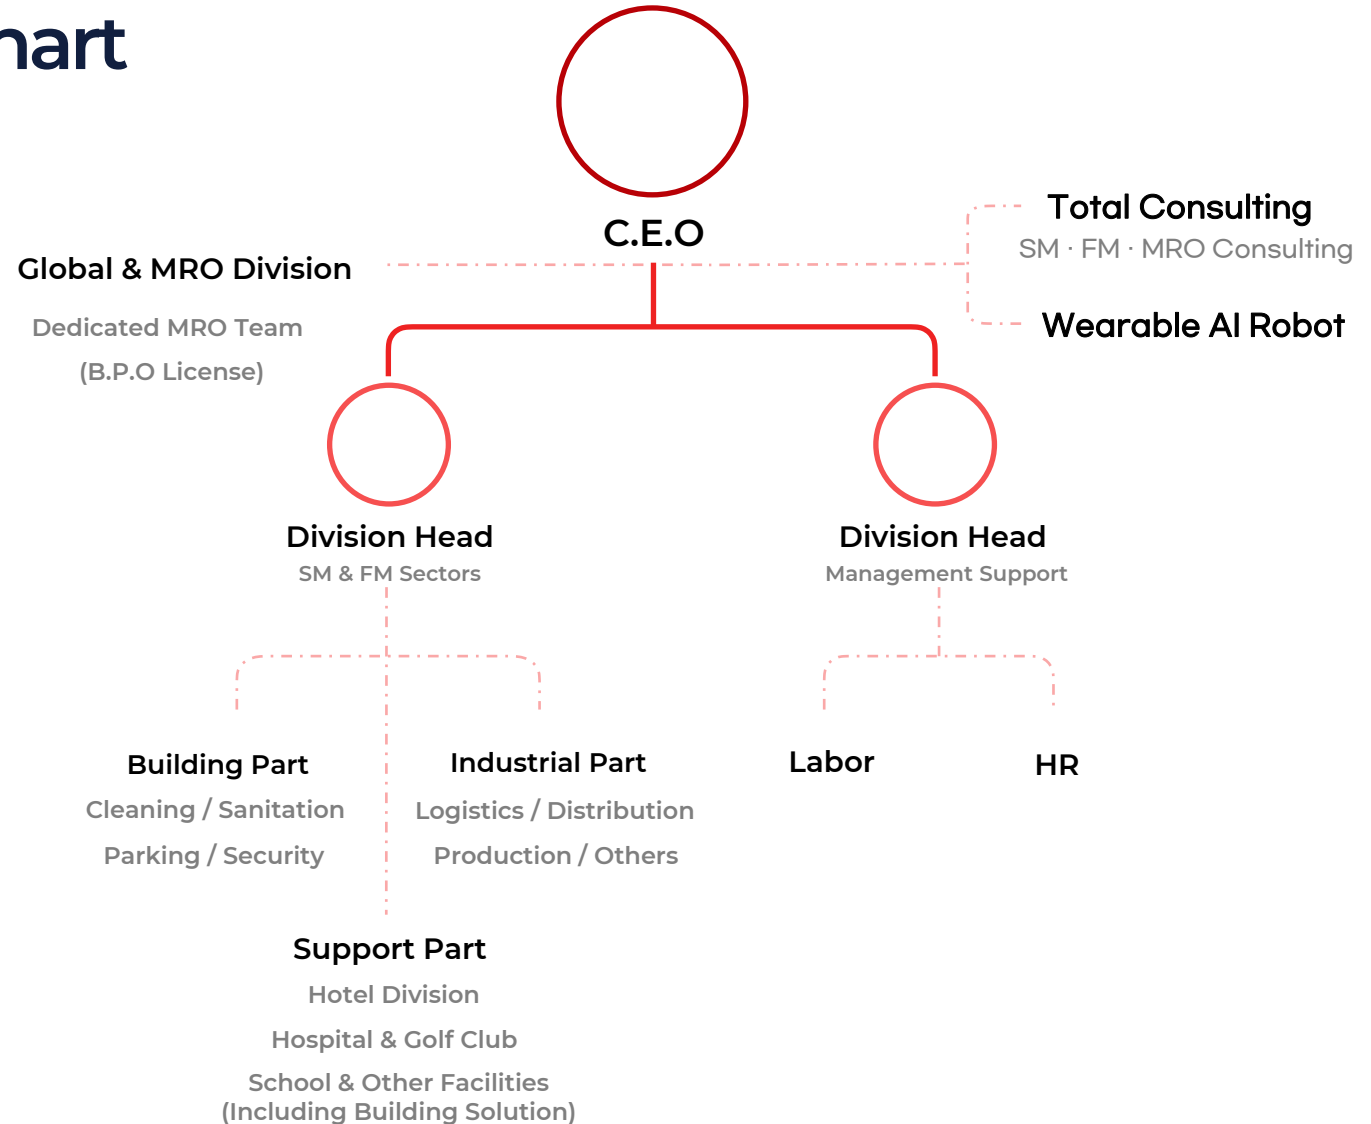 hart
C.E.O
Total Consulting
SM · FM · MRO Consulting
Global & MRO Division
Dedicated MRO Team
(B.P.O License)
Wearable AI Robot
Division Head
SM & FM Sectors
Division Head
Management Support
Building Part
Cleaning / Sanitation
Parking / Security
Industrial Part
Logistics / Distribution
Production / Others
Labor
HR
Support Part
Hotel Division
Hospital & Golf Club
School & Other Facilities
(Including Building Solution)